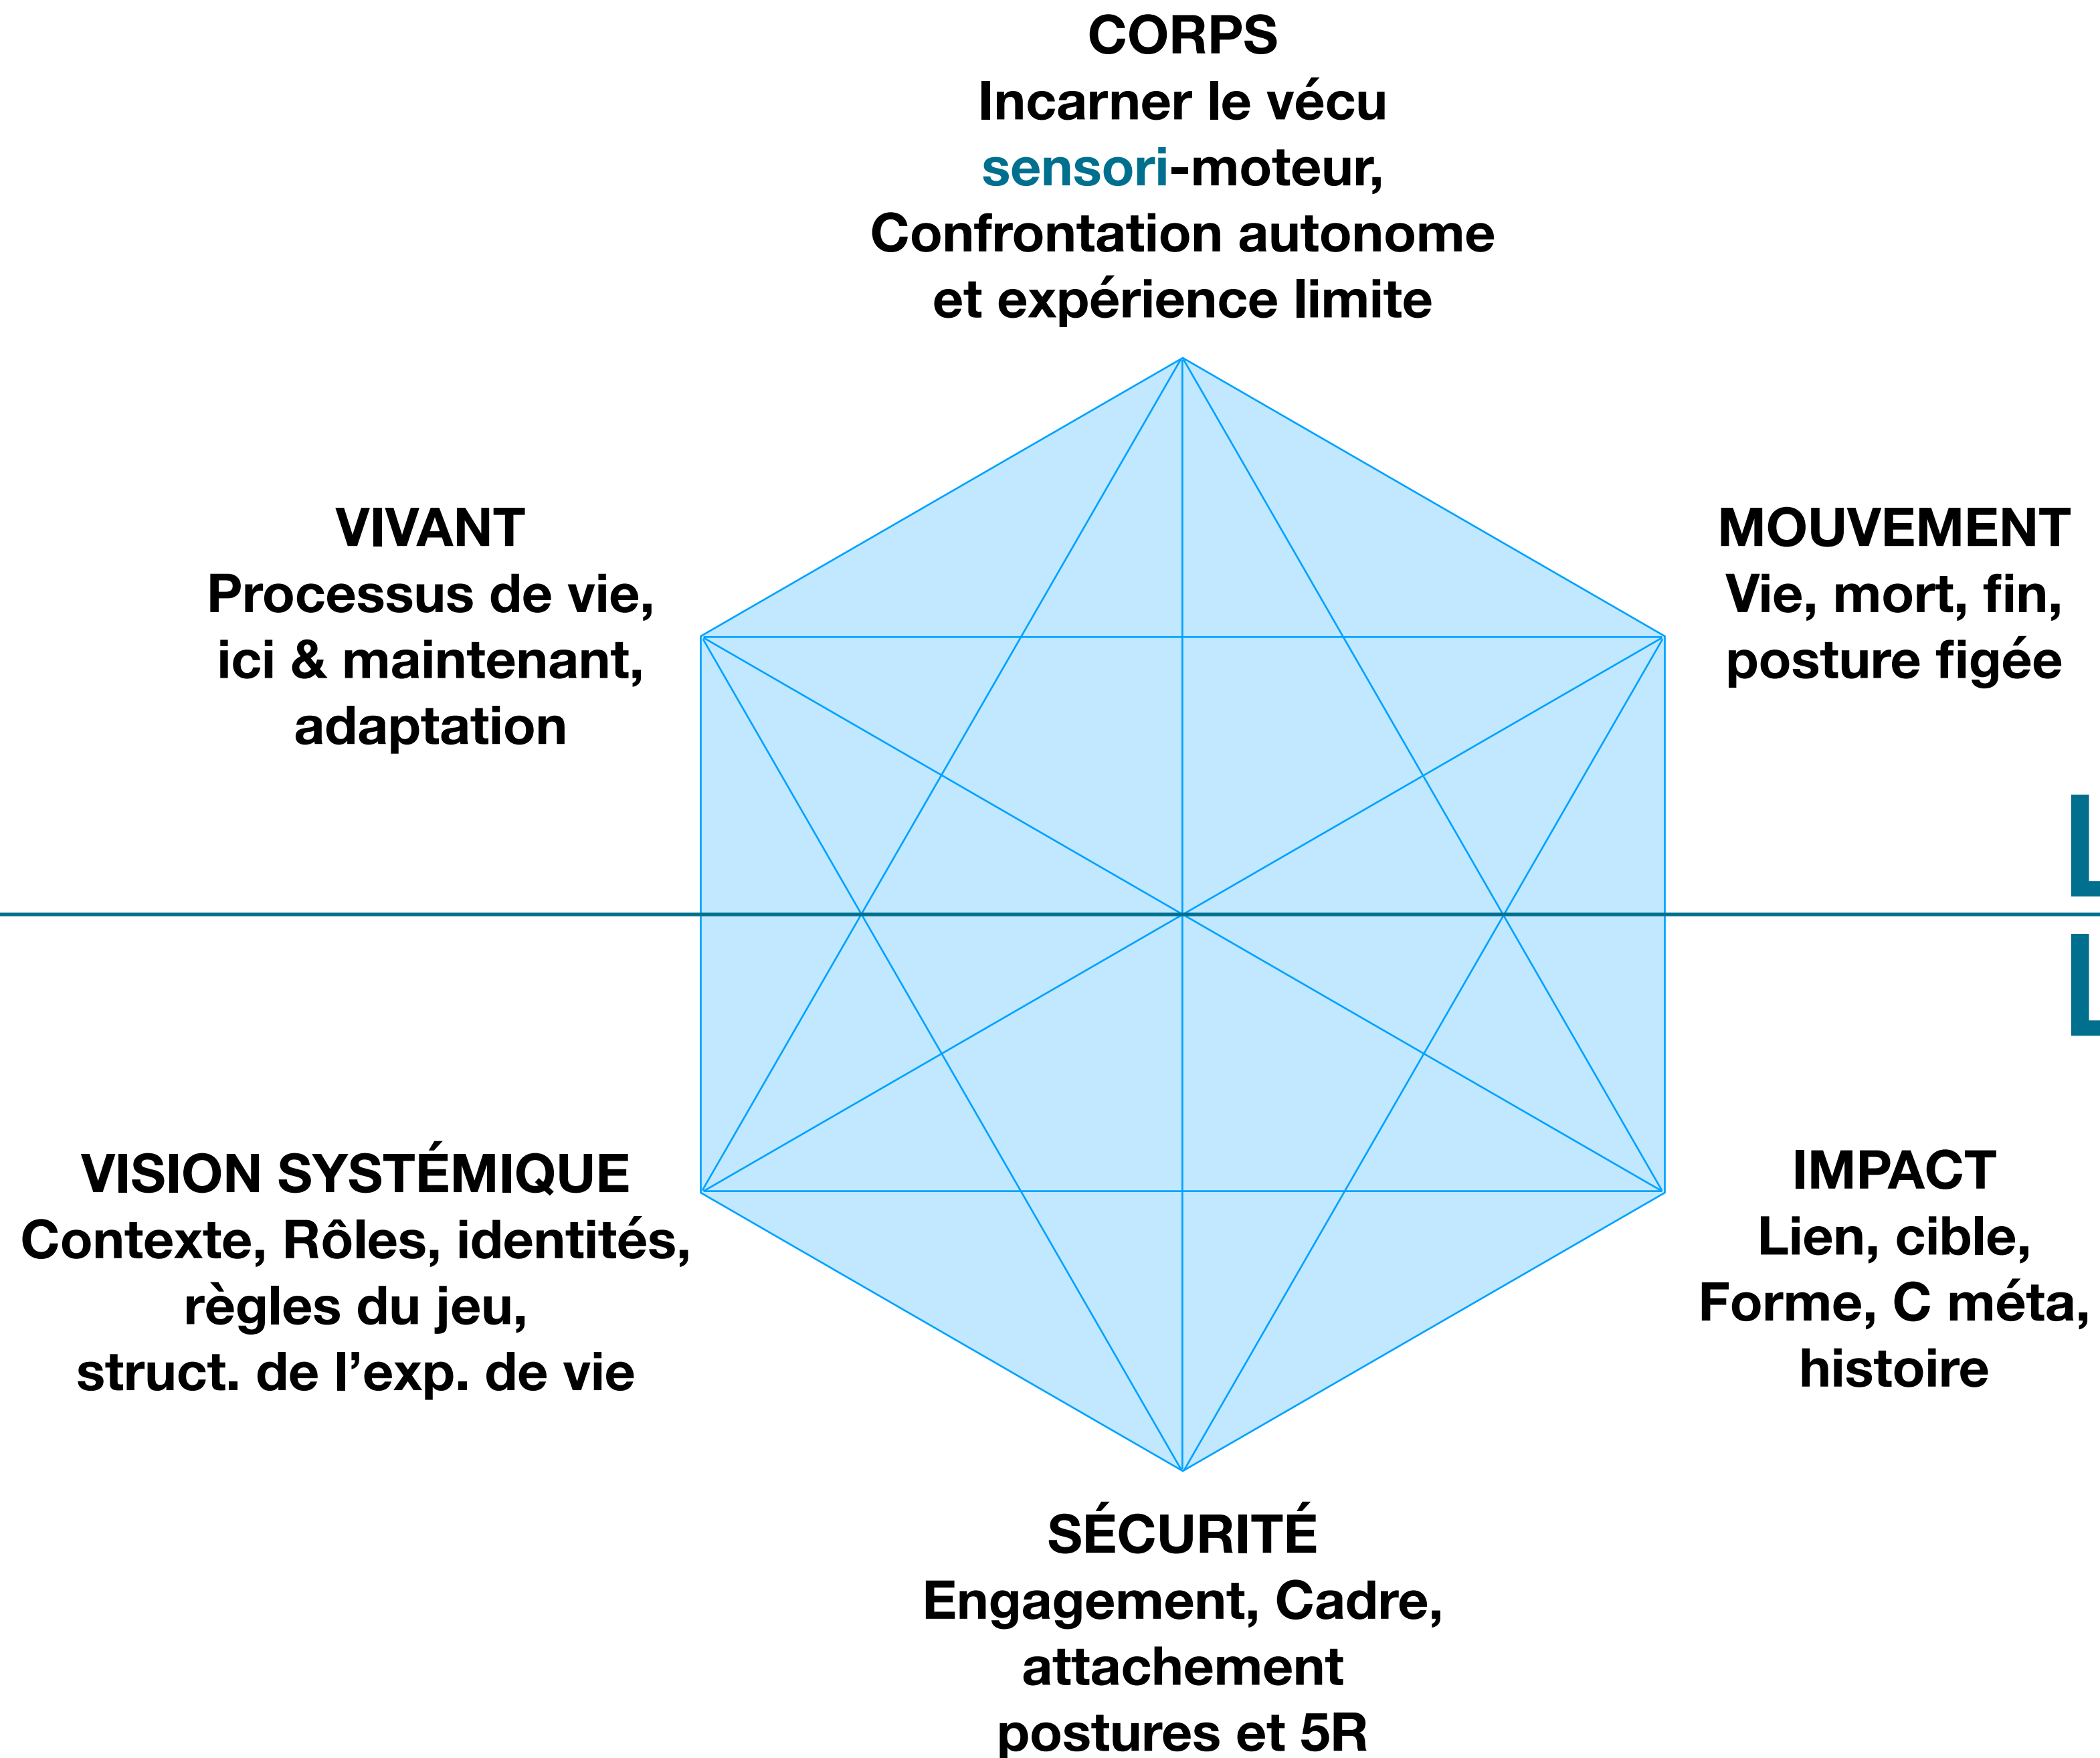 CORPS
Incarner le vécu
sensori-moteur,
Confrontation autonome
et expérience limite
VIVANT
Processus de vie,
ici & maintenant,
adaptation
MOUVEMENT
Vie, mort, fin,
posture figée
L
L
VISION SYSTÉMIQUE
Contexte, Rôles, identités,
règles du jeu,
struct. de l’exp. de vie
IMPACT
Lien, cible,
Forme, C méta,
histoire
SÉCURITÉ
Engagement, Cadre,
attachement
postures et 5R